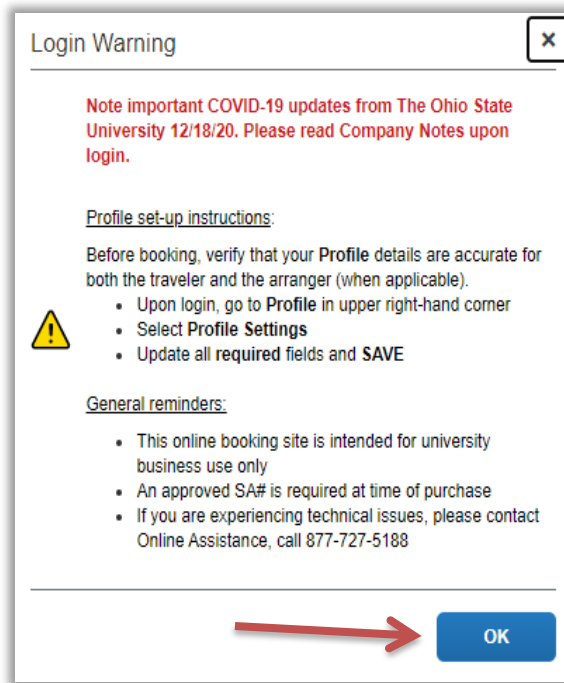 Login Warning
×
Note important COVID-19 updates from The Ohio State
University 12/18/20. Please read Company Notes upon
login.
Profile set-up instructions:
Before booking, verify that your Profile details are accurate for
both the traveler and the arranger (when applicable).
• Upon login, go to Profile in upper right-hand corner
• Select Profile Settings
• Update all required fields and SAVE
General reminders:
• This online booking site is intended for university
business use only
• An approved SA# is required at time of purchase
• If you are experiencing technical issues, please contact
Online Assistance, call 877-727-5188
OK